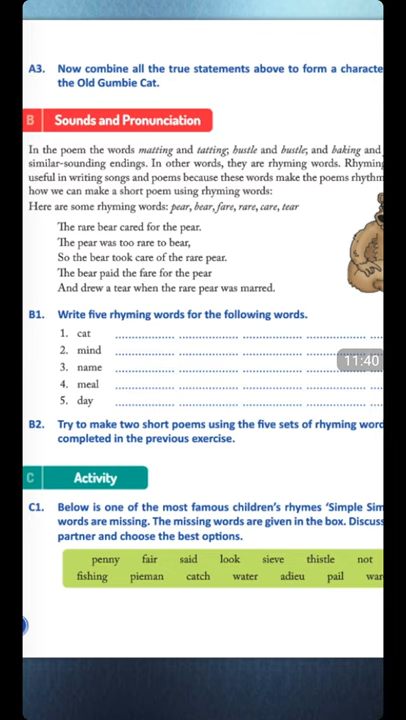 A3. Now combine all the true statements above to form a characte
the Old Gumbie Cat.
B Sounds and Pronunciation
In the poem the words matting and tatting; hustle and bustle; and baking and
similar-sounding endings. In other words, they are rhyming words. Rhyming
useful in writing songs and poems because these words make the poems rhythm
how we can make a short poem using rhyming words:
Here are some rhyming words: pear, bear, fare, rare, care, tear
The rare bear cared for the pear.
The pear was too rare to bear,
So the bear took care of the rare pear.
The bear paid the fare for the pear
And drew a tear when the rare pear was marred.
B1. Write five rhyming words for the following words.
1. cat
2. mind
11:40
3. name
4. meal
5. day
B2. Try to make two short poems using the five sets of rhyming word
completed in the previous exercise.
C Activity
C1. Below is one of the most famous children's rhymes 'Simple Sim
words are missing. The missing words are given in the box. Discuss
partner and choose the best options.
penny fair said look sieve thistle not
fishing pieman catch water adieu pail war